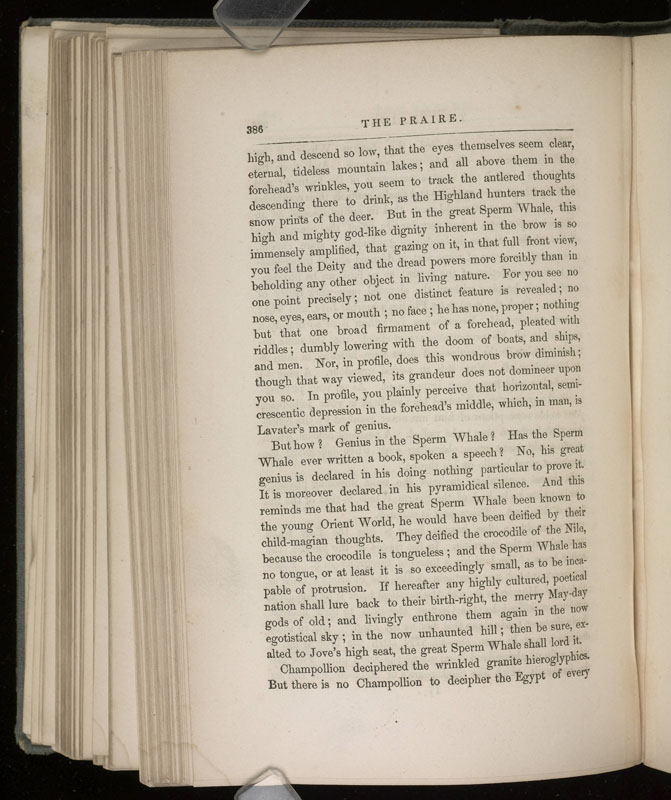 386
THE PRAIRE.
high, and descend so low, that the eyes themselves seem clear,
eternal, tideless mountain lakes; and all above them in the
forehead's wrinkles, you seem to track the antlered thoughts
descending there to drink, as the Highland hunters track the
snow prints of the deer. But in the great Sperm Whale, this
high and mighty god-like dignity inherent in the brow is so
immensely amplified, that gazing on it, in that full front view,
you feel the Deity and the dread powers more forcibly than in
beholding any other object in living nature. For you see no
one point precisely; not one distinct feature is revealed; no
nose, eyes, ears, or mouth; no face; he has none, proper; nothing
but that one broad firmament of a forehead, pleated with
riddles; dumbly lowering with the doom of boats, and ships,
and men. Nor, in profile, does this wondrous brow diminish;
though that way viewed, its grandeur does not domineer upon
you so. In profile, you plainly perceive that horizontal, semi-
crescentic depression in the forehead's middle, which, in man, is
Lavater's mark of genius.
But how? Genius in the Sperm Whale? Has the Sperm
Whale ever written a book, spoken a speech? No, his great
genius is declared in his doing nothing particular to prove it.
It is moreover declared in his pyramidical silence. And this
reminds me that had the great Sperm Whale been known to
the young Orient World, he would have been deified by their
child-magian thoughts. They deified the crocodile of the Nile,
because the crocodile is tongueless; and the Sperm Whale has
no tongue, or at least it is so exceedingly small, as to be inca-
pable of protrusion. If hereafter any highly cultured, poetical
nation shall lure back to their birth-right, the merry May-day
gods of old; and livingly enthrone them again in the now
egotistical sky; in the now unhaunted hill; then be sure, ex-
alted to Jove's high seat, the great Sperm Whale shall lord it.
Champollion deciphered the wrinkled granite hieroglyphics.
But there is no Champollion to decipher the Egypt of every